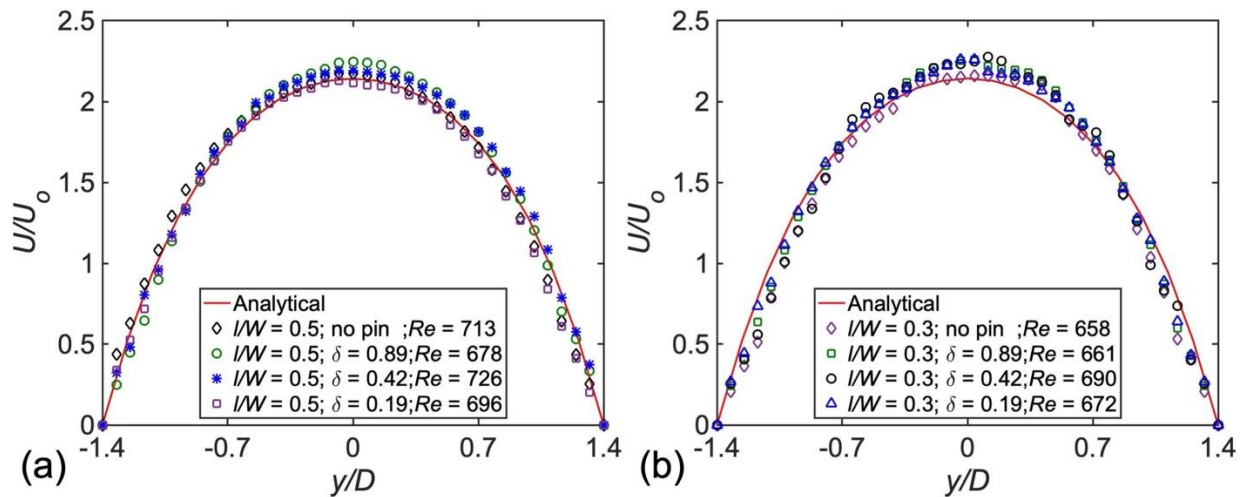 2.5
2
1.5
1
0.5
0
U/Uo
-1.4 -0.7 0 0.7 1.4
y/D
(a)
Analytical
l/W = 0.5; no pin ;Re = 713
l/W = 0.5; δ = 0.89;Re = 678
l/W = 0.5; δ = 0.42;Re = 726
l/W = 0.5; δ = 0.19;Re = 696
2.5
2
1.5
1
0.5
0
U/Uo
-1.4 -0.7 0 0.7 1.4
y/D
(b)
Analytical
l/W = 0.3; no pin ;Re = 658
l/W = 0.3; δ = 0.89;Re = 661
l/W = 0.3; δ = 0.42;Re = 690
l/W = 0.3; δ = 0.19;Re = 672